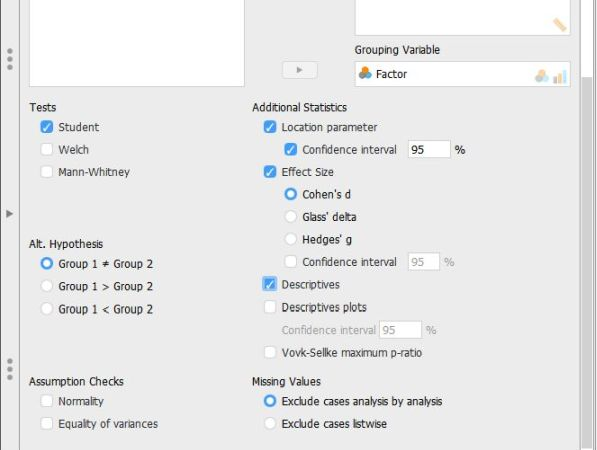 Grouping Variable
Factor
Tests
Student
Welch
Mann-Whitney
Alt. Hypothesis
Group 1 ≠ Group 2
Group 1 > Group 2
Group 1 < Group 2
Assumption Checks
Normality
Equality of variances
Additional Statistics
Location parameter
Confidence interval 95 %
Effect Size
Cohen's d
Glass' delta
Hedges' g
Confidence interval 95 %
Descriptives
Descriptives plots
Confidence interval 95 %
Vovk-Sellke maximum p-ratio
Missing Values
Exclude cases analysis by analysis
Exclude cases listwise